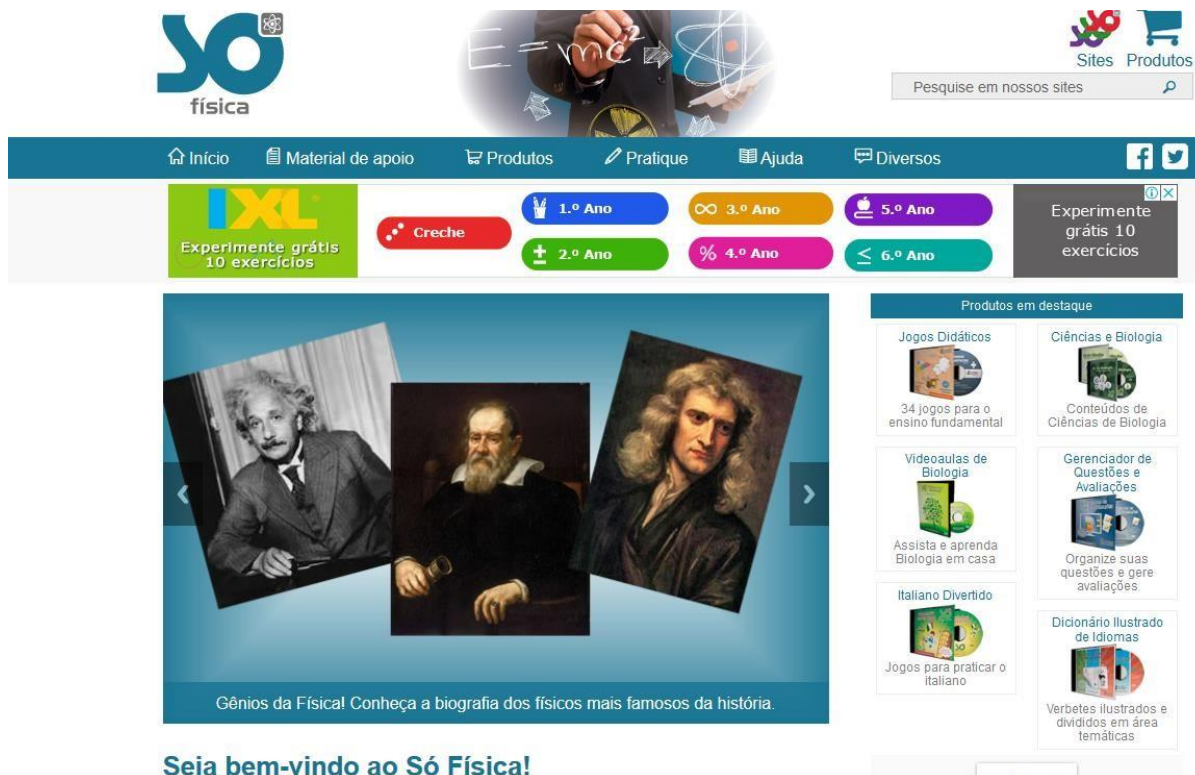 só
física
E = mc²
Sites Produtos
Pesquise em nossos sites
Início Material de apoio Produtos Pratique Ajuda Diversos
IXL
Experimente grátis
10 exercícios
Creche
1.º Ano
2.º Ano
3.º Ano
4.º Ano
5.º Ano
6.º Ano
Experimente
grátis 10
exercícios
Gênios da Física! Conheça a biografia dos físicos mais famosos da história.
Seja bem-vindo ao Só Física!
Produtos em destaque
Jogos Didáticos
34 jogos para o
ensino fundamental
Ciências e Biologia
Conteúdos de
Ciências de Biologia
Videoaulas de
Biologia
Assista e aprenda
Biologia em casa
Gerenciador de
Questões e
Avaliações
Organize suas
questões e gere
avaliações
Italiano Divertido
Jogos para praticar o
italiano
Dicionário Ilustrado
de Idiomas
Verbetes ilustrados e
divididos em área
temáticas